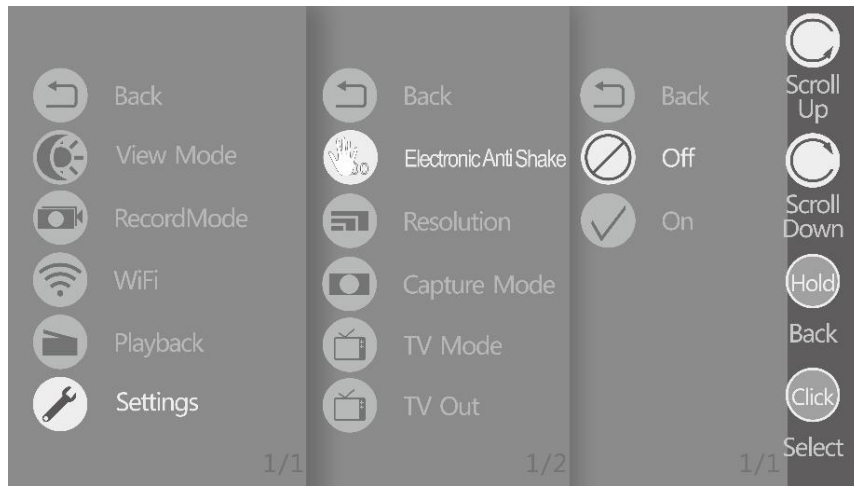 Back
View Mode
RecordMode
WiFi
Playback
Settings
1/1
Back
Electronic Anti Shake
Resolution
Capture Mode
TV Mode
TV Out
1/2
Back
Off
On
1/1
Scroll
Up
Scroll
Down
Hold
Back
Click
Select